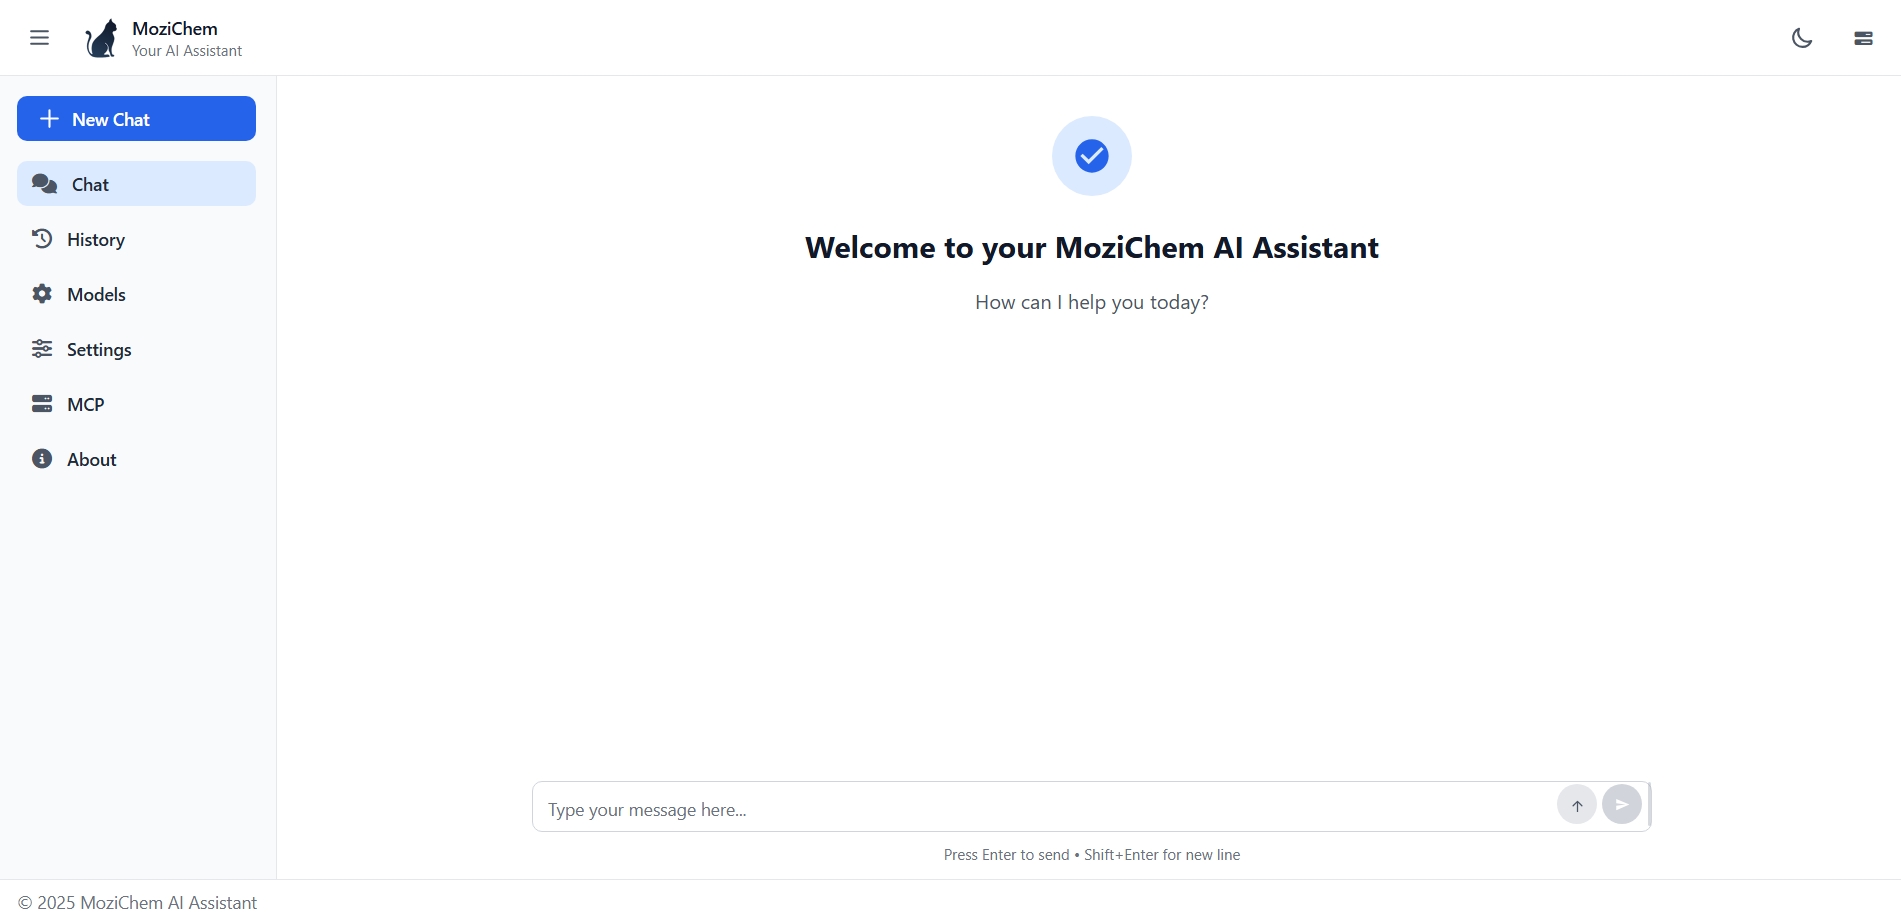 MoziChem
Your AI Assistant
New Chat
Chat
History
Models
Settings
MCP
About
Welcome to your MoziChem AI Assistant
How can I help you today?
Type your message here...
Press Enter to send • Shift+Enter for new line
© 2025 MoziChem AI Assistant